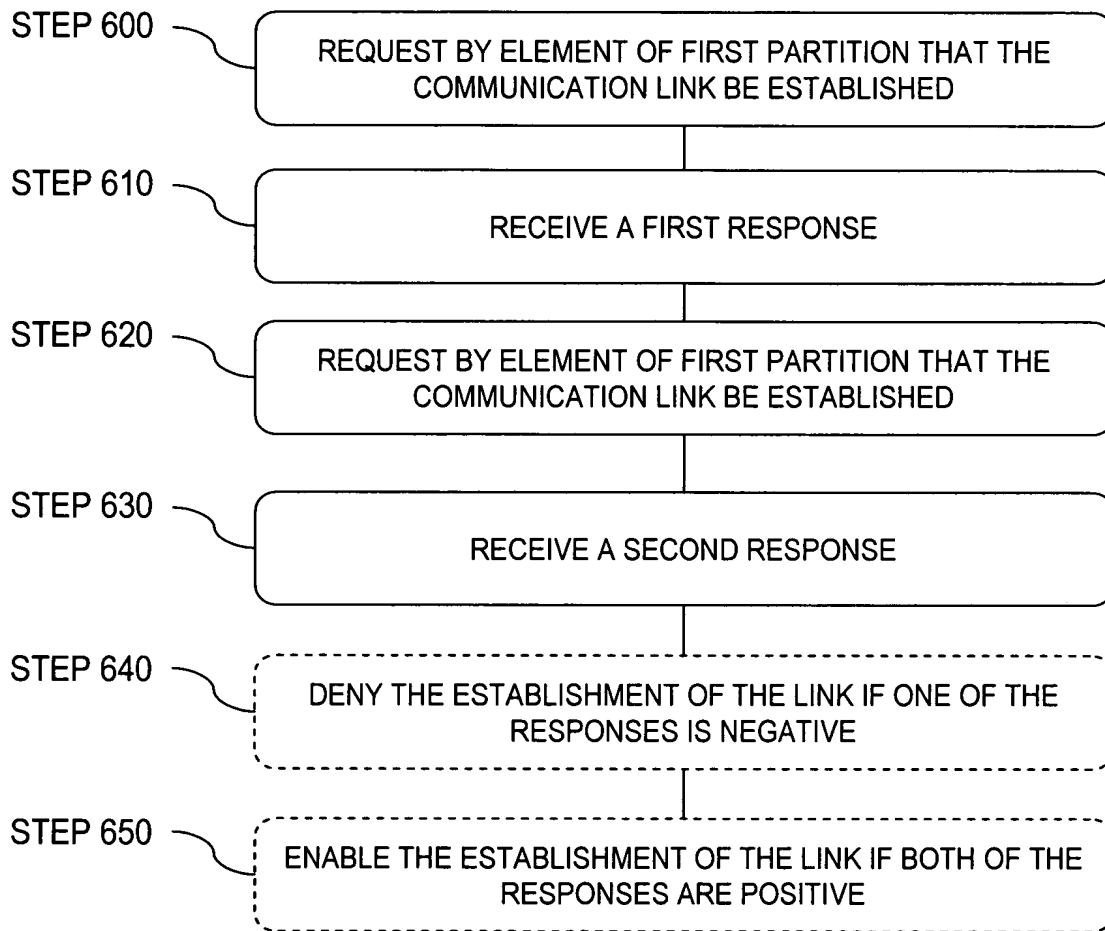 STEP 600
REQUEST BY ELEMENT OF FIRST PARTITION THAT THE
COMMUNICATION LINK BE ESTABLISHED
STEP 610
RECEIVE A FIRST RESPONSE
STEP 620
REQUEST BY ELEMENT OF FIRST PARTITION THAT THE
COMMUNICATION LINK BE ESTABLISHED
STEP 630
RECEIVE A SECOND RESPONSE
STEP 640
DENY THE ESTABLISHMENT OF THE LINK IF ONE OF THE
RESPONSES IS NEGATIVE
STEP 650
ENABLE THE ESTABLISHMENT OF THE LINK IF BOTH OF THE
RESPONSES ARE POSITIVE